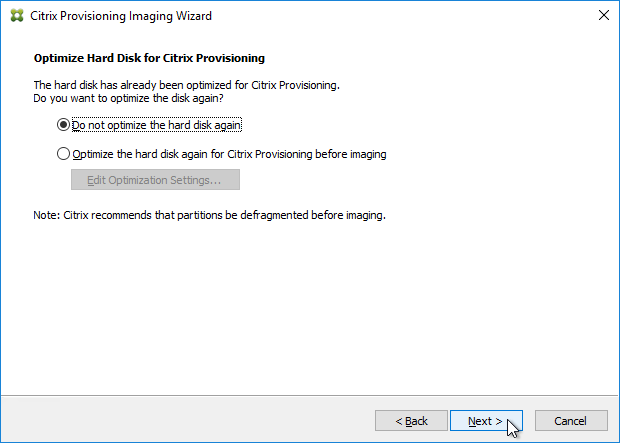 Citrix Provisioning Imaging Wizard
Optimize Hard Disk for Citrix Provisioning
The hard disk has already been optimized for Citrix Provisioning.
Do you want to optimize the disk again?
Do not optimize the hard disk again
Optimize the hard disk again for Citrix Provisioning before imaging
Edit Optimization Settings...
Note: Citrix recommends that partitions be defragmented before imaging.
< Back
Next >
Cancel